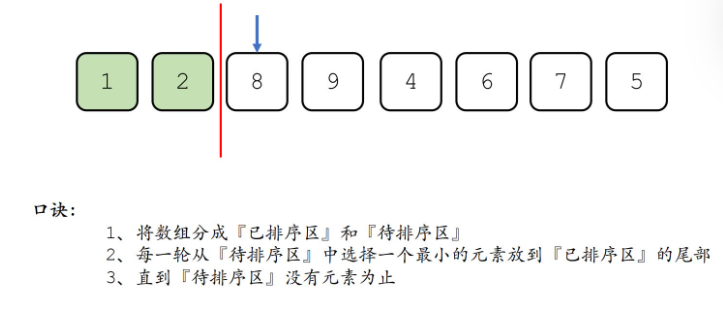 1 2 8 9 4 6 7 5
口诀:
1、将数组分成『已排序区』和『待排序区』
2、每一轮从『待排序区』中选择一个最小的元素放到『已排序区』的尾部
3、直到『待排序区』没有元素为止